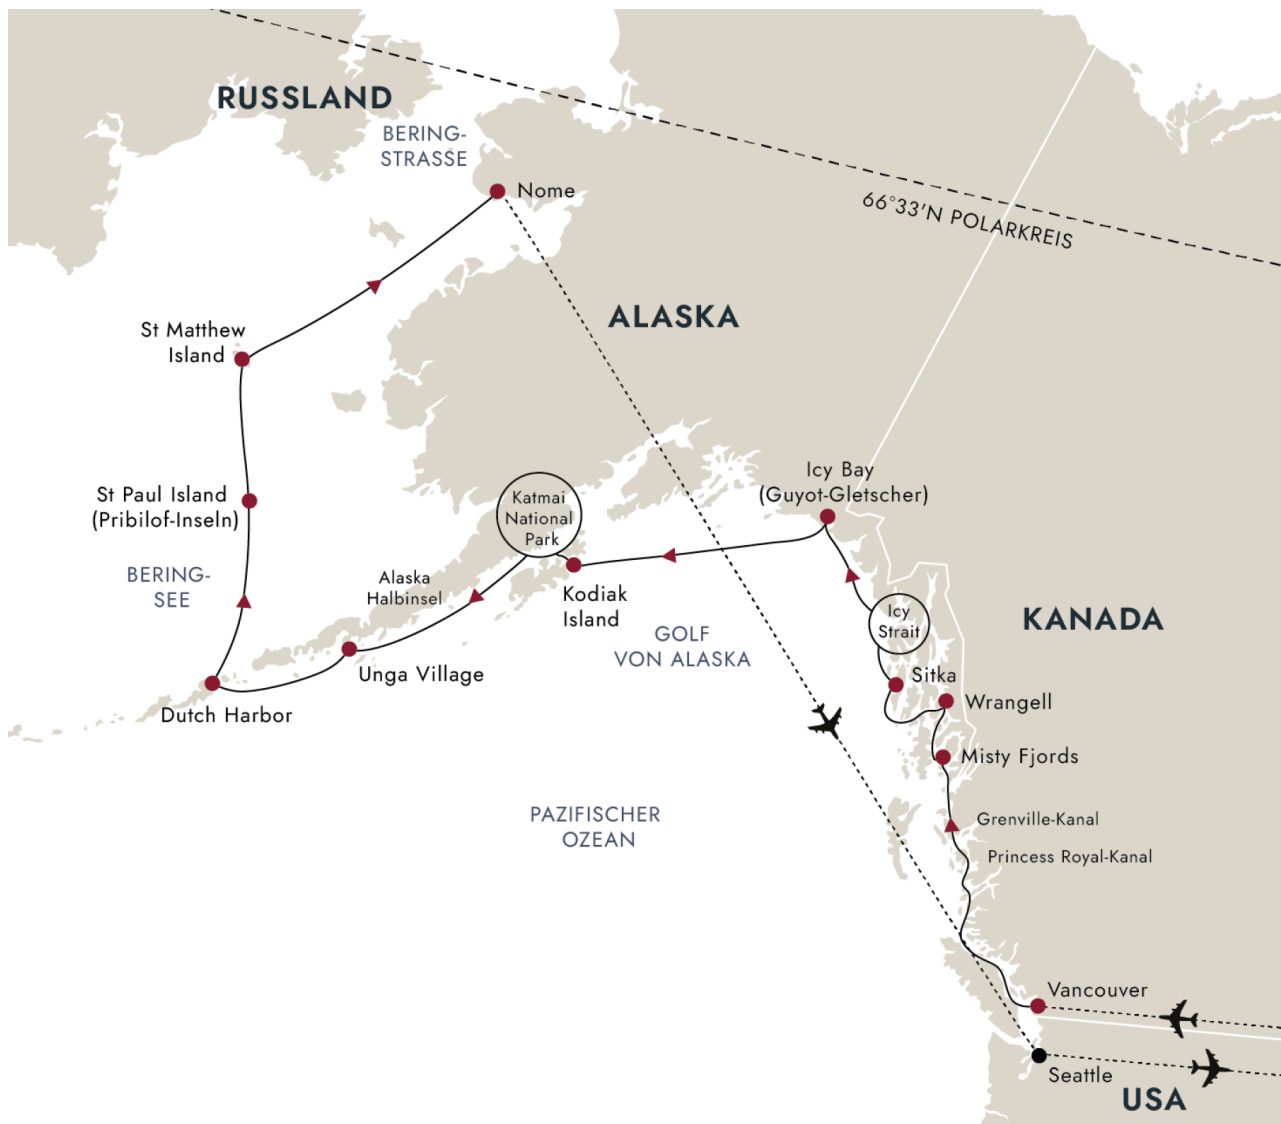 RUSSLAND
BERING-
STRASSE
Nome
66°33'N POLARKREIS
ALASKA
St Matthew
Island
Icy Bay
(Guyot-Gletscher)
Katmai
National
Park
St Paul Island
(Pribilof-Inseln)
BERING-
SEE
Alaska
Halbinsel
Kodiak
Island
Icy
Strait
KANADA
GOLF
VON ALASKA
Unga Village
Sitka
Wrangell
Dutch Harbor
Misty Fjords
PAZIFISCHER
OZEAN
Grenville-Kanal
Princess Royal-Kanal
Vancouver
Seattle
USA